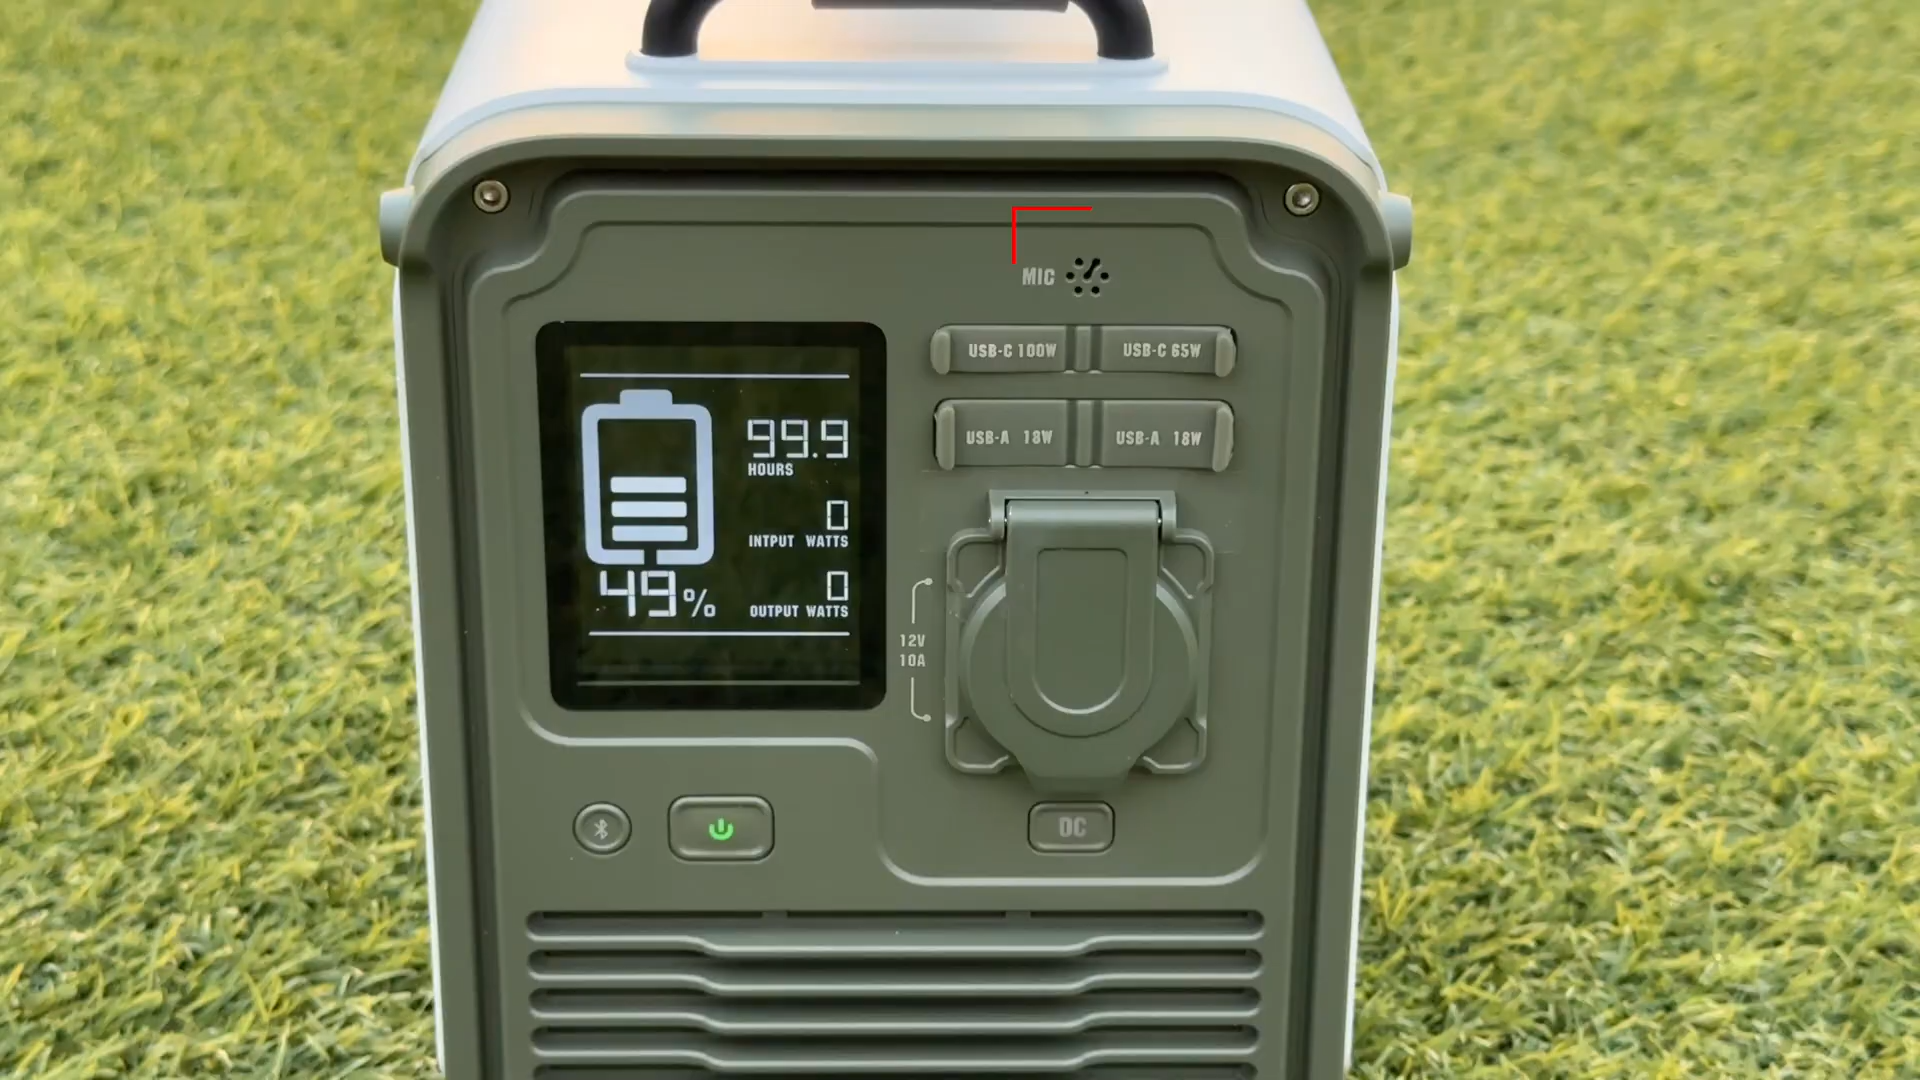 MIC
USB-C 100W USB-C 65W
USB-A 18W USB-A 18W
99.9
HOURS
0
INTPUT WATTS
49%
0
OUTPUT WATTS
12V
10A
DC